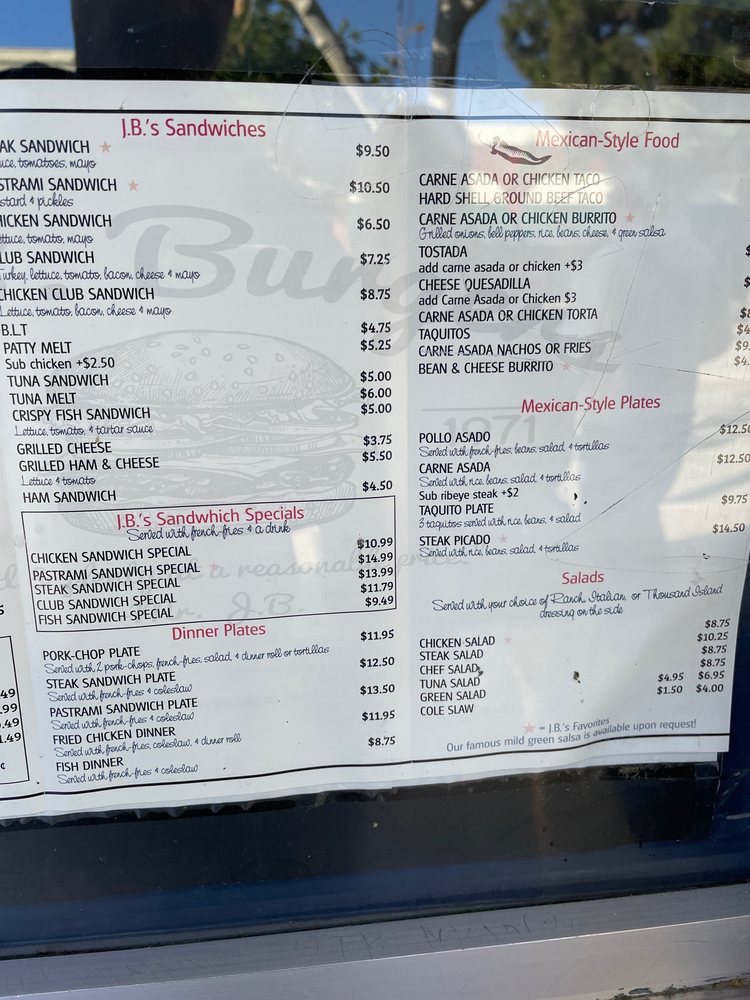 J.B.'s Sandwiches
AK SANDWICH ★ $9.50
uce, tomatoes, mayo
STRAMI SANDWICH ★ $10.50
stard & pickles
HICKEN SANDWICH $6.50
ettuce, tomato, mayo
LUB SANDWICH $7.25
Turkey, lettuce, tomato, bacon, cheese & mayo
CHICKEN CLUB SANDWICH $8.75
Lettuce, tomato, bacon, cheese & mayo
B.L.T $4.75
PATTY MELT $5.25
Sub chicken +$2.50
TUNA SANDWICH $5.00
TUNA MELT $6.00
CRISPY FISH SANDWICH $5.00
Lettuce, tomato, & tartar sauce
GRILLED CHEESE $3.75
GRILLED HAM & CHEESE $5.50
Lettuce & tomato
HAM SANDWICH $4.50
J.B.'s Sandwhich Specials
Served with french-fries & a drink
CHICKEN SANDWICH SPECIAL $10.99
PASTRAMI SANDWICH SPECIAL ★ $14.99
STEAK SANDWICH SPECIAL $13.99
CLUB SANDWICH SPECIAL $11.79
FISH SANDWICH SPECIAL $9.49
Dinner Plates
PORK-CHOP PLATE $11.95
Served with 2 pork-chops, french-fries, salad, & dinner roll or tortillas
STEAK SANDWICH PLATE $12.50
Served with french-fries & coleslaw
PASTRAMI SANDWICH PLATE $13.50
Served with french-fries & coleslaw
FRIED CHICKEN DINNER $11.95
Served with french-fries, coleslaw, & dinner roll
FISH DINNER $8.75
Served with french-fries & coleslaw
Mexican-Style Food
CARNE ASADA OR CHICKEN TACO
HARD SHELL GROUND BEEF TACO
CARNE ASADA OR CHICKEN BURRITO ★
Grilled onions, bell peppers, rice, beans, cheese, & green salsa
TOSTADA
add carne asada or chicken +$3
CHEESE QUESADILLA
add Carne Asada or Chicken $3
CARNE ASADA OR CHICKEN TORTA
TAQUITOS
CARNE ASADA NACHOS OR FRIES
BEAN & CHEESE BURRITO ★
Mexican-Style Plates
POLLO ASADO $12.50
Served with french-fries, beans, salad, & tortillas
CARNE ASADA $12.50
Served with rice, beans, salad, & tortillas
Sub ribeye steak +$2
TAQUITO PLATE $9.75
3 taquitos served with rice, beans, & salad
STEAK PICADO ★ $14.50
Served with rice, beans, salad, & tortillas
Salads
Served with your choice of Ranch, Italian, or Thousand Island
dressing on the side
CHICKEN SALAD ★ $8.75
STEAK SALAD $10.25
CHEF SALAD $8.75
TUNA SALAD $8.75
GREEN SALAD $4.95 $6.95
COLE SLAW $1.50 $4.00
★ = J.B.'s Favorites
Our famous mild green salsa is available upon request!